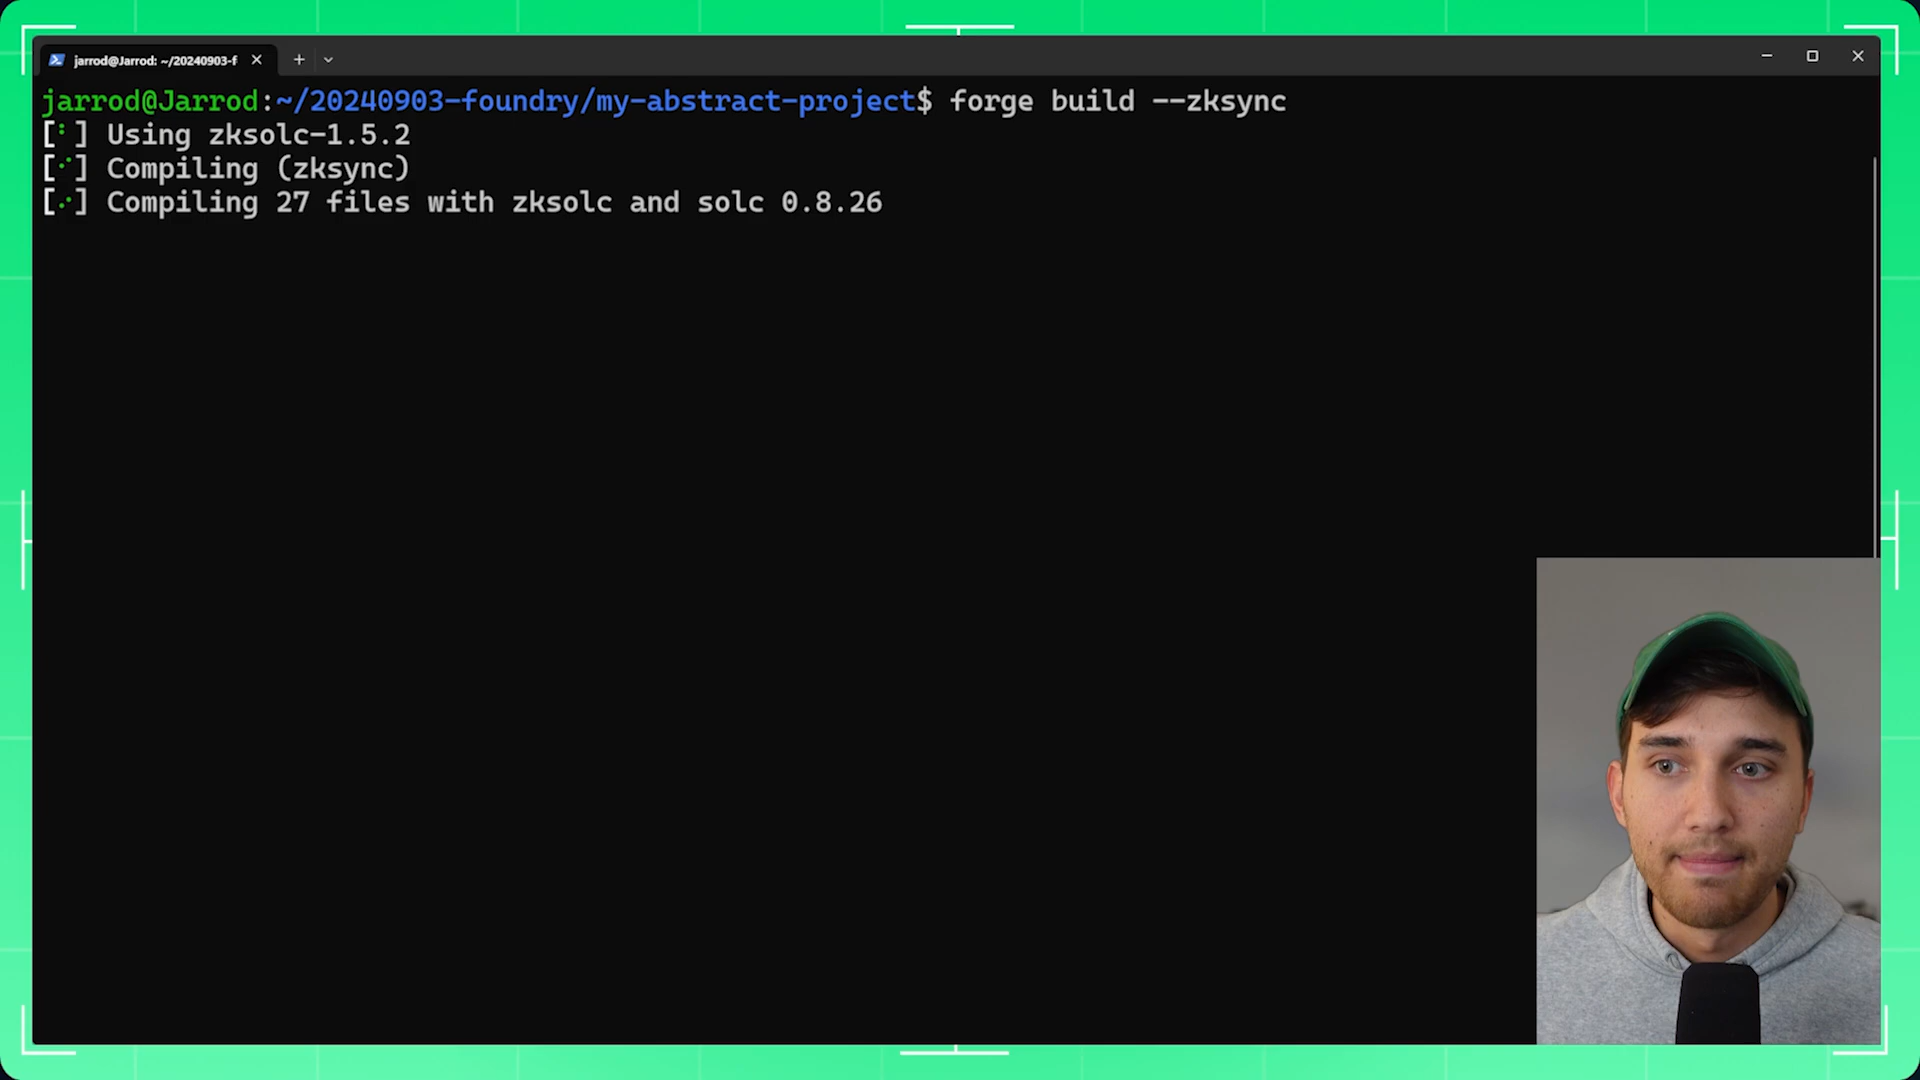 jarrod@Jarrod: ~/20240903-f
jarrod@Jarrod:~/20240903-foundry/my-abstract-project$ forge build --zksync
[⠃] Using zksolc-1.5.2
[⠊] Compiling (zksync)
[⠔] Compiling 27 files with zksolc and solc 0.8.26